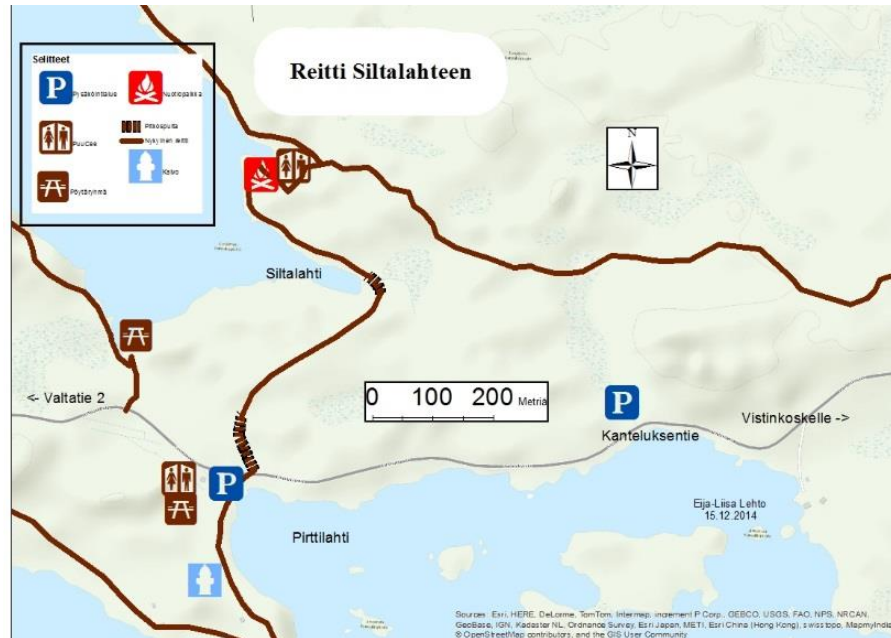 Reitti Siltalahteen
Selitteet
P
Pysäköintialue
Nuotiopaikka
PuuCee
Pitkospuita
Nykyinen reitti
Kaivo
Pöytäryhmä
N
Siltalahti
<- Valtatie 2
0 100 200 Metriä
P
Kanteluksentie
Vistinkoskelle ->
P
Pirttilahti
Eija-Liisa Lehto
15.12.2014
Sources: Esri, HERE, DeLorme, TomTom, Intermap, increment P Corp., GEBCO, USGS, FAO, NPS, NRCAN,
GeoBase, IGN, Kadaster NL, Ordnance Survey, Esri Japan, METI, Esri China (Hong Kong), swisstopo, MapmyIndia
© OpenStreetMap contributors, and the GIS User Community